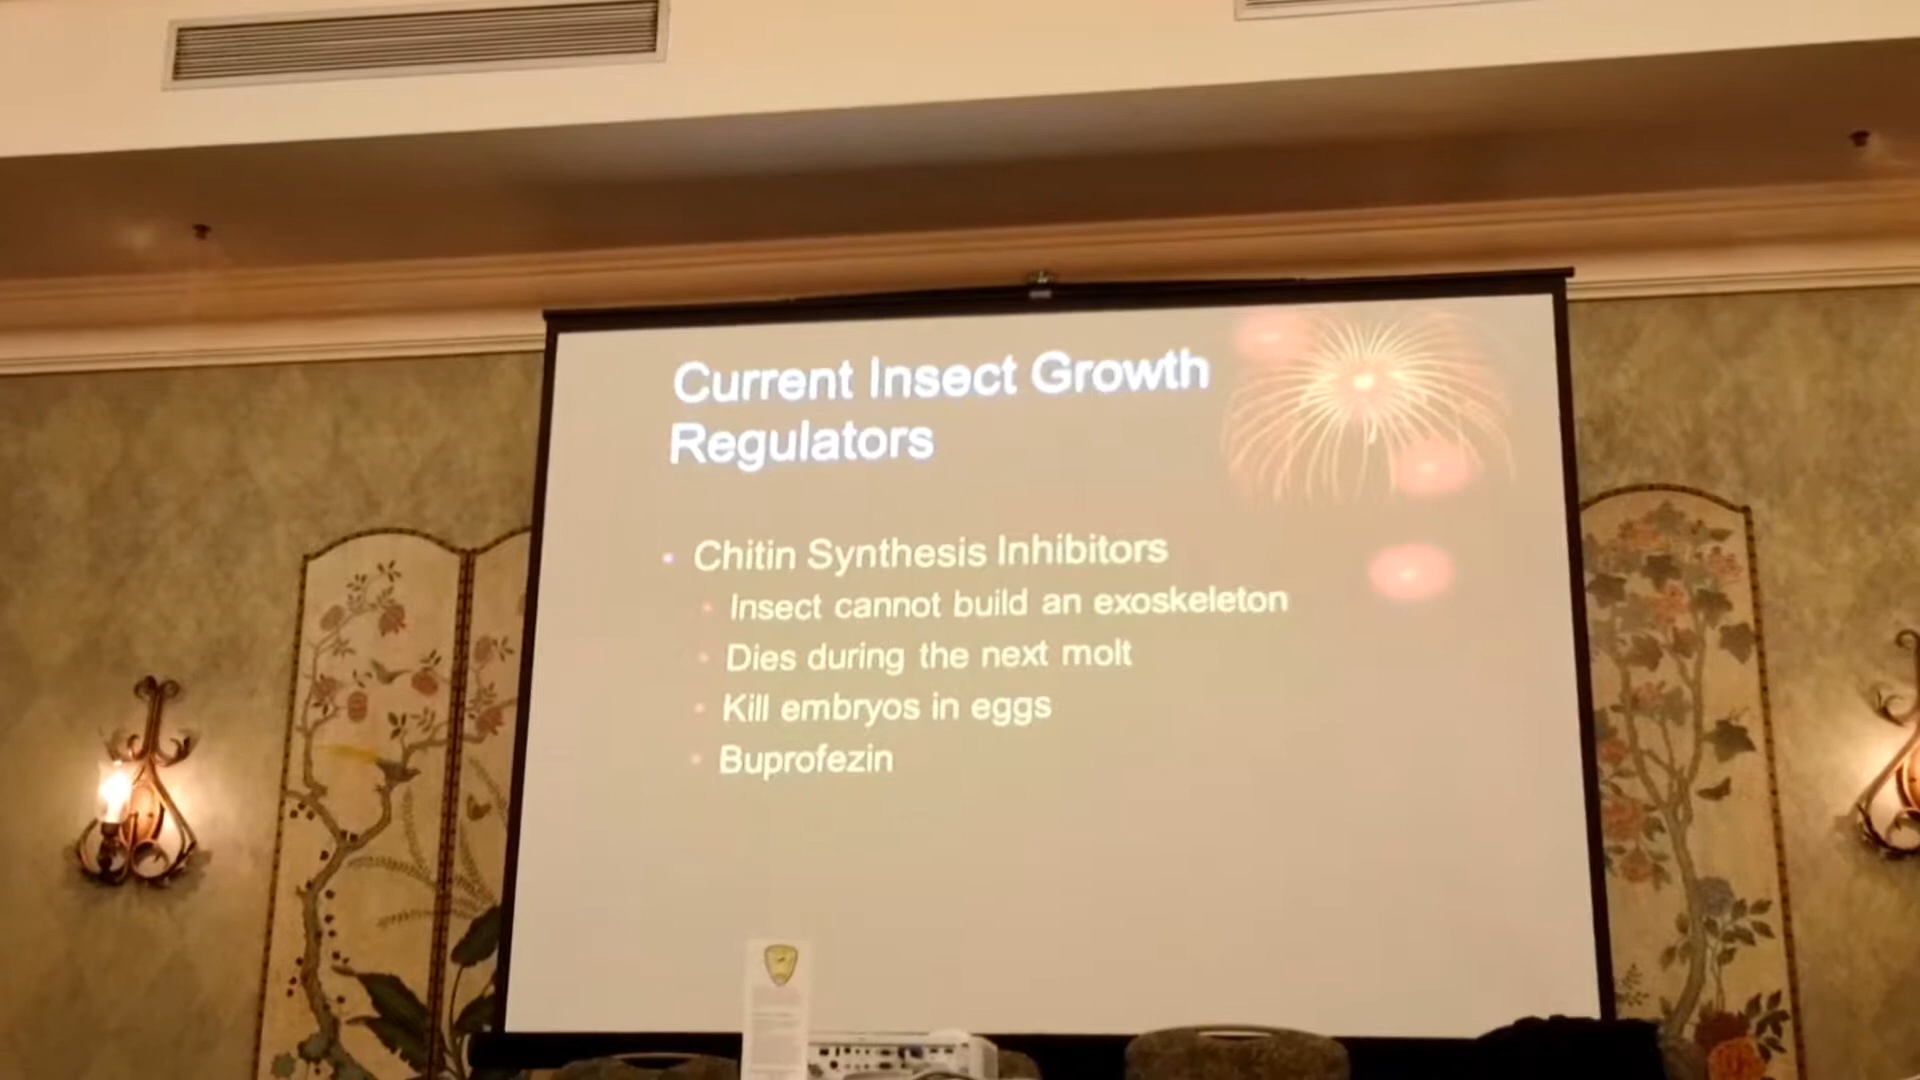 Current Insect Growth
Regulators
• Chitin Synthesis Inhibitors
• Insect cannot build an exoskeleton
• Dies during the next molt
• Kill embryos in eggs
• Buprofezin